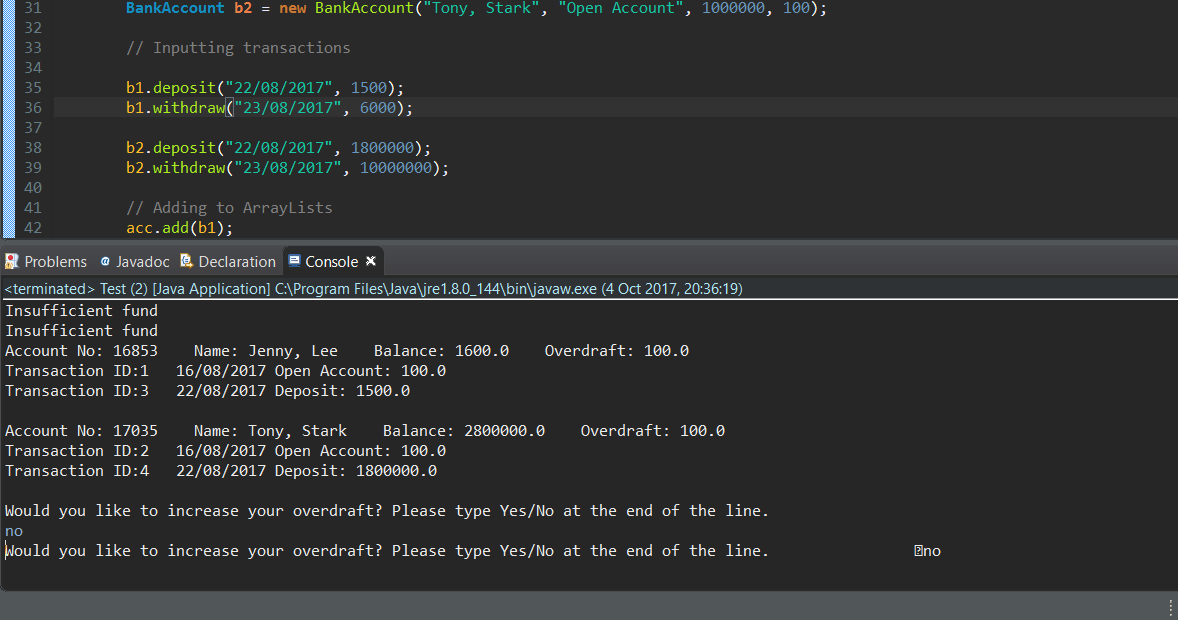 31 BankAccount b2 = new BankAccount("Tony, Stark", "Open Account", 1000000, 100);
32
33 // Inputting transactions
34
35 b1.deposit("22/08/2017", 1500);
36 b1.withdraw("23/08/2017", 6000);
37
38 b2.deposit("22/08/2017", 1800000);
39 b2.withdraw("23/08/2017", 10000000);
40
41 // Adding to ArrayLists
42 acc.add(b1);
Problems @ Javadoc Declaration Console
<terminated> Test (2) [Java Application] C:\Program Files\Java\jre1.8.0_144\bin\javaw.exe (4 Oct 2017, 20:36:19)
Insufficient fund
Insufficient fund
Account No: 16853 Name: Jenny, Lee Balance: 1600.0 Overdraft: 100.0
Transaction ID:1 16/08/2017 Open Account: 100.0
Transaction ID:3 22/08/2017 Deposit: 1500.0
Account No: 17035 Name: Tony, Stark Balance: 2800000.0 Overdraft: 100.0
Transaction ID:2 16/08/2017 Open Account: 100.0
Transaction ID:4 22/08/2017 Deposit: 1800000.0
Would you like to increase your overdraft? Please type Yes/No at the end of the line.
no
Would you like to increase your overdraft? Please type Yes/No at the end of the line. no